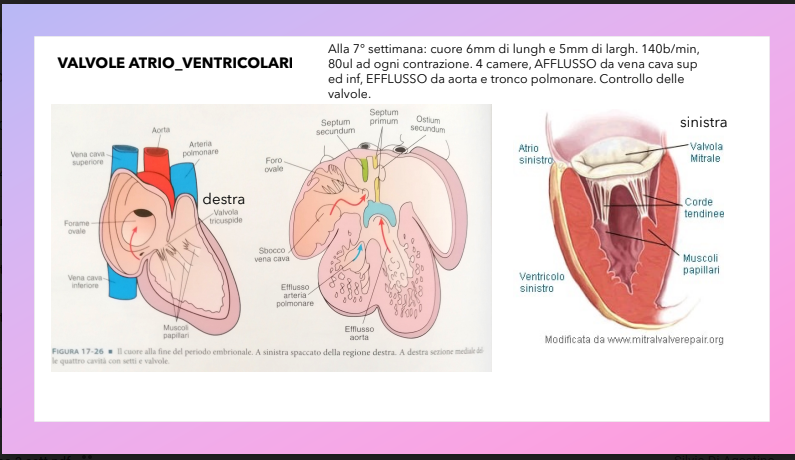 VALVOLE ATRIO_VENTRICOLARI
Alla 7° settimana: cuore 6mm di lungh e 5mm di largh. 140b/min,
80ul ad ogni contrazione. 4 camere, AFFLUSSO da vena cava sup
ed inf, EFFLUSSO da aorta e tronco polmonare. Controllo delle
valvole.
Aorta
Arteria
polmonare
Vena cava
superiore
destra
Valvola
tricuspide
Forame
ovale
Vena cava
inferiore
Muscoli
papillari
Septum
secundum
Septum
primum
Ostium
secundum
Foro
ovale
Sbocco
vena cava
Efflusso
arteria
polmonare
Efflusso
aorta
FIGURA 17-26 ■ Il cuore alla fine del periodo embrionale. A sinistra spaccato della regione destra. A destra sezione mediale del-
le quattro cavità con setti e valvole.
sinistra
Atrio
sinistro
Valvola
Mitrale
Corde
tendinee
Muscoli
papillari
Ventricolo
sinistro
Modificata da www.mitralvalverepair.org